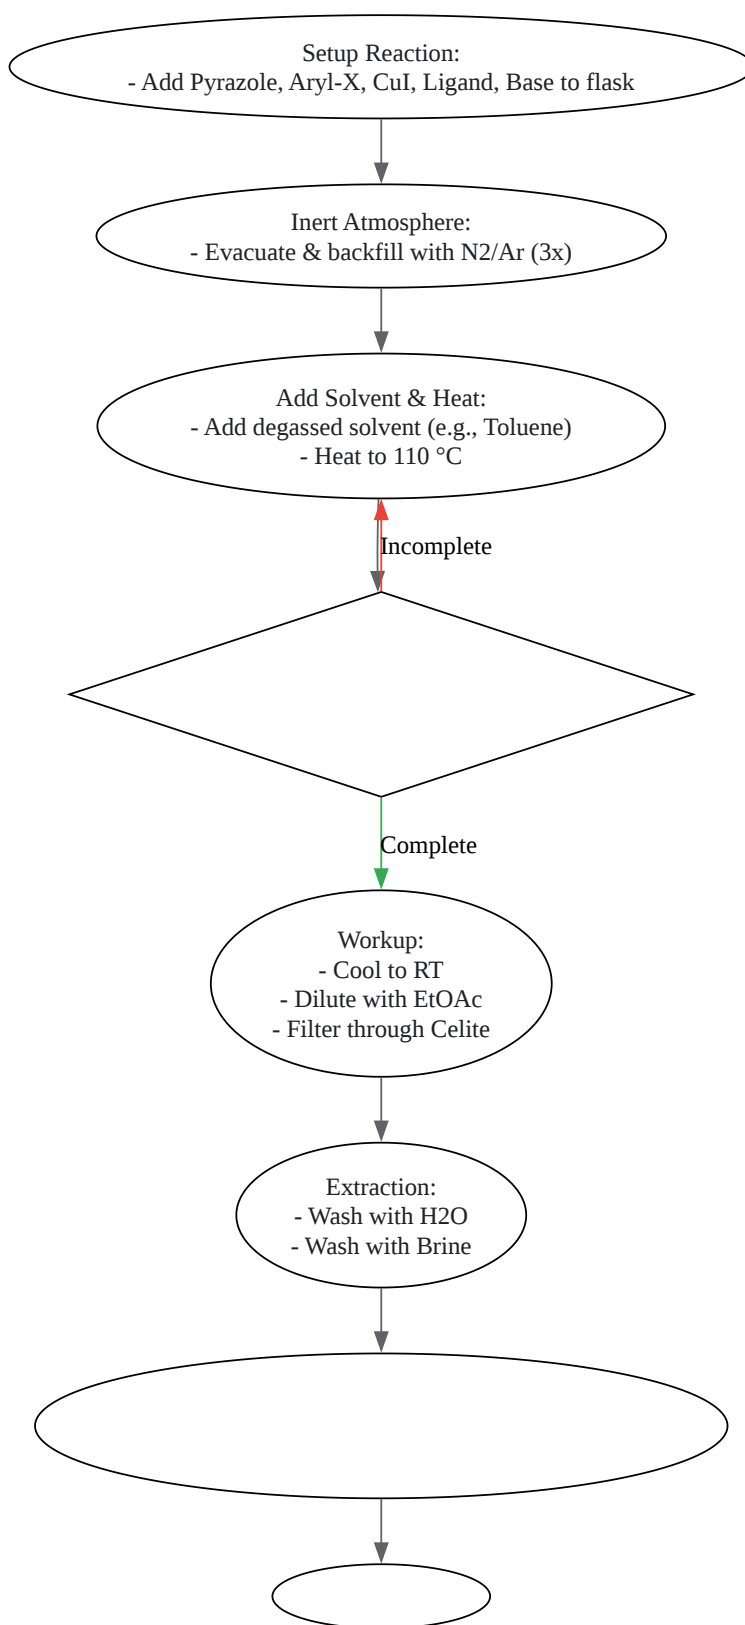 Setup Reaction:
- Add Pyrazole, Aryl-X, CuI, Ligand, Base to flask
Inert Atmosphere:
- Evacuate & backfill with N2/Ar (3x)
Add Solvent & Heat:
- Add degassed solvent (e.g., Toluene)
- Heat to 110 °C
Incomplete
Complete
Workup:
- Cool to RT
- Dilute with EtOAc
- Filter through Celite
Extraction:
- Wash with H2O
- Wash with Brine